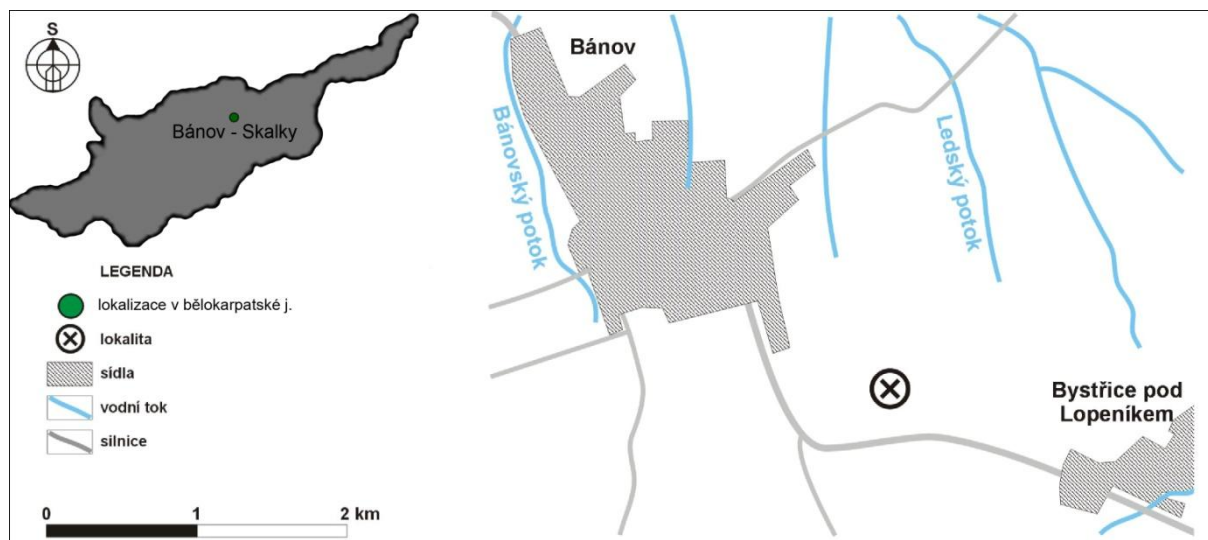 S
Bánov - Skalky
LEGENDA
lokalizace v bělokarpatské j.
lokalita
sídla
vodní tok
silnice
0 1 2 km
Bánov
Bánovský potok
Ledský potok
Bystřice pod
Lopeníkem